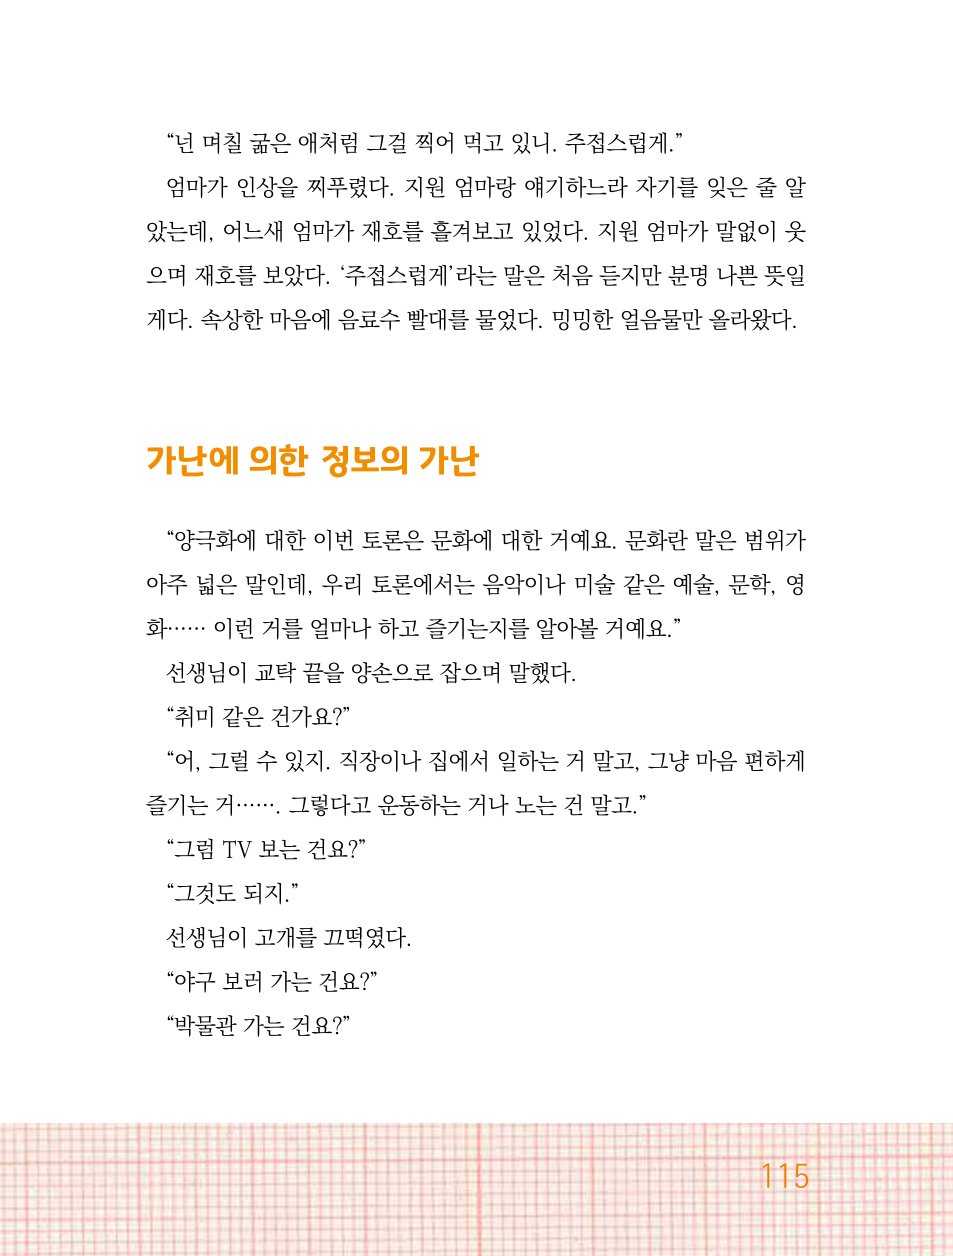 “넌 며칠 굶은 애처럼 그걸 찍어 먹고 있니. 주접스럽게.”
엄마가 인상을 찌푸렸다. 지원 엄마랑 얘기하느라 자기를 잊은 줄 알
았는데, 어느새 엄마가 재호를 흘겨보고 있었다. 지원 엄마가 말없이 웃
으며 재호를 보았다. ‘주접스럽게’라는 말은 처음 듣지만 분명 나쁜 뜻일
게다. 속상한 마음에 음료수 빨대를 물었다. 밍밍한 얼음물만 올라왔다.
가난에 의한 정보의 가난
“양극화에 대한 이번 토론은 문화에 대한 거예요. 문화란 말은 범위가
아주 넓은 말인데, 우리 토론에서는 음악이나 미술 같은 예술, 문학, 영
화…… 이런 거를 얼마나 하고 즐기는지를 알아볼 거예요.”
선생님이 교탁 끝을 양손으로 잡으며 말했다.
“취미 같은 건가요?”
“어, 그럴 수 있지. 직장이나 집에서 일하는 거 말고, 그냥 마음 편하게
즐기는 거……. 그렇다고 운동하는 거나 노는 건 말고.”
“그럼 TV 보는 건요?”
“그것도 되지.”
선생님이 고개를 끄떡였다.
“야구 보러 가는 건요?”
“박물관 가는 건요?”
115